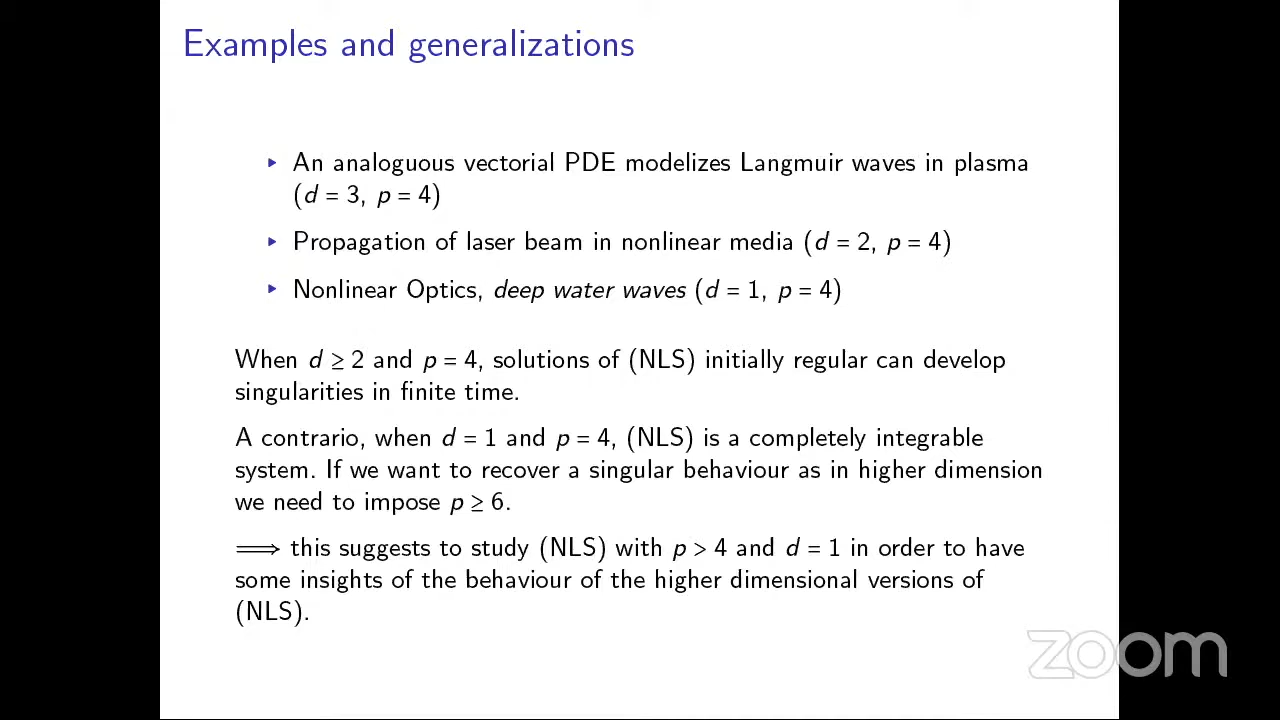 Examples and generalizations
▶ An analoguous vectorial PDE modelizes Langmuir waves in plasma
(d = 3, p = 4)
▶ Propagation of laser beam in nonlinear media (d = 2, p = 4)
▶ Nonlinear Optics, deep water waves (d = 1, p = 4)
When d ≥ 2 and p = 4, solutions of (NLS) initially regular can develop
singularities in finite time.
A contrario, when d = 1 and p = 4, (NLS) is a completely integrable
system. If we want to recover a singular behaviour as in higher dimension
we need to impose p ≥ 6.
⟹ this suggests to study (NLS) with p > 4 and d = 1 in order to have
some insights of the behaviour of the higher dimensional versions of
(NLS).
zoom